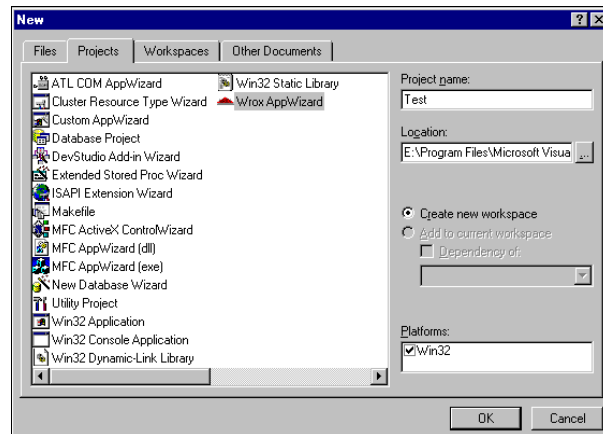 New
Files Projects Workspaces Other Documents
ATL COM AppWizard
Cluster Resource Type Wizard
Custom AppWizard
Database Project
DevStudio Add-in Wizard
Extended Stored Proc Wizard
ISAPI Extension Wizard
Makefile
MFC ActiveX ControlWizard
MFC AppWizard (dll)
MFC AppWizard (exe)
New Database Wizard
Utility Project
Win32 Application
Win32 Console Application
Win32 Dynamic-Link Library
Win32 Static Library
Wrox AppWizard
Project name:
Test
Location:
E:\Program Files\Microsoft Visua
...
Create new workspace
Add to current workspace
Dependency of:
Platforms:
Win32
OK Cancel